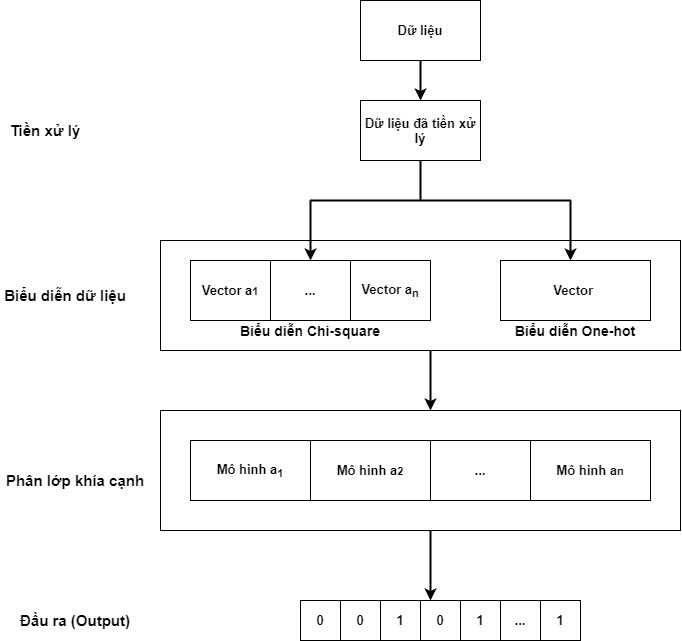 Dữ liệu
Tiền xử lý
Dữ liệu đã tiền xử
lý
Biểu diễn dữ liệu
Vector a1 ... Vector an Vector
Biểu diễn Chi-square Biểu diễn One-hot
Phân lớp khía cạnh
Mô hình a1 Mô hình a2 ... Mô hình an
Đầu ra (Output) 0 0 1 0 1 ... 1